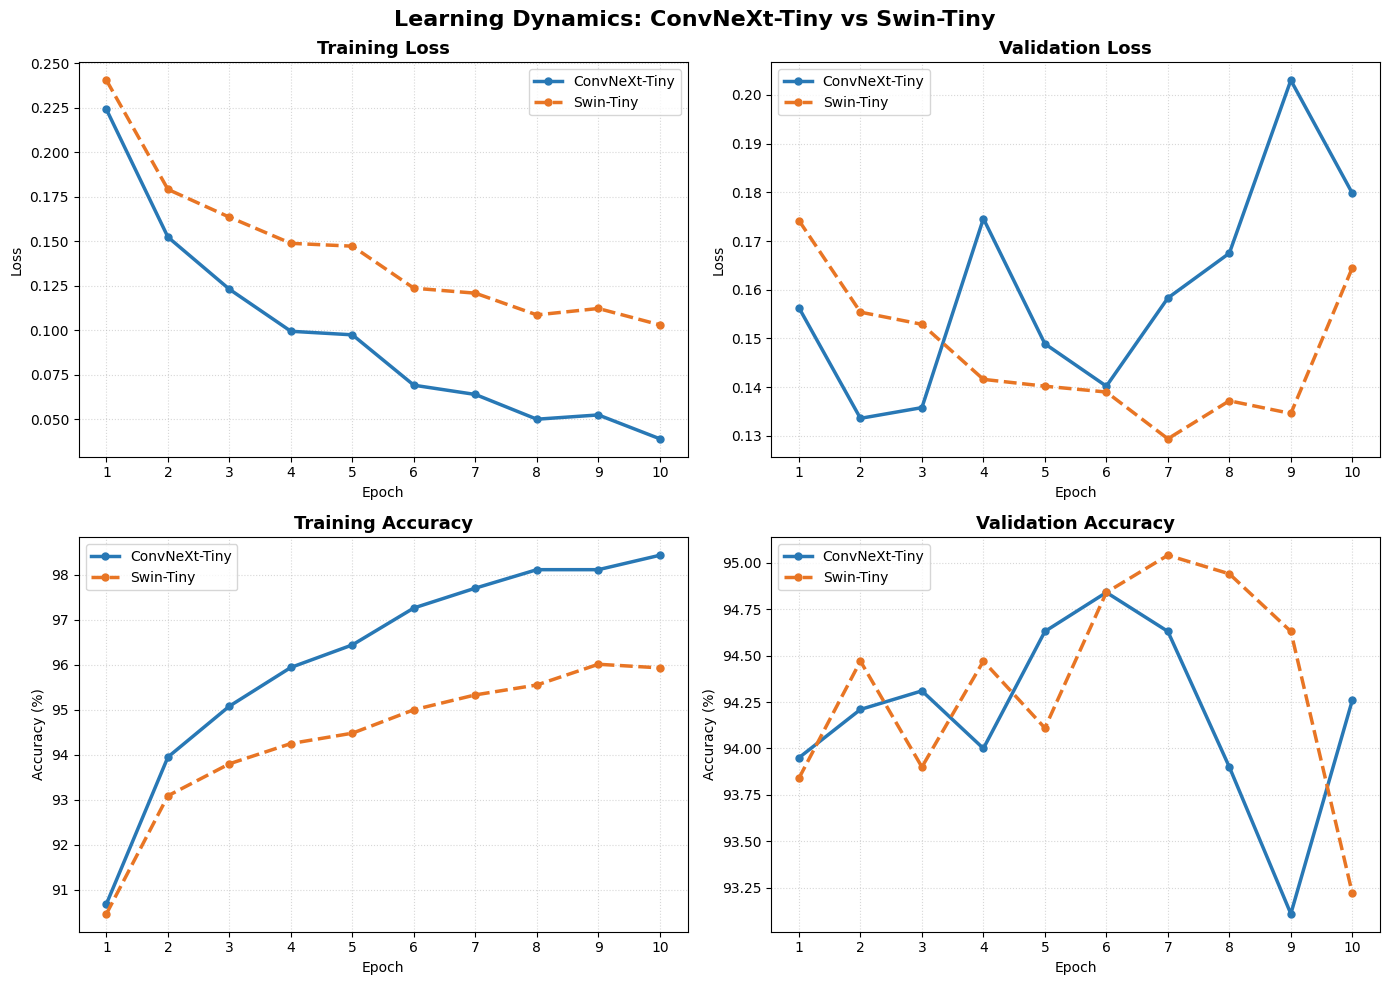 Learning Dynamics: ConvNeXt-Tiny vs Swin-Tiny
Training Loss
ConvNeXt-Tiny
Swin-Tiny
0.250
0.225
0.200
0.175
0.150
0.125
0.100
0.075
0.050
Loss
1 2 3 4 5 6 7 8 9 10
Epoch
Validation Loss
ConvNeXt-Tiny
Swin-Tiny
0.20
0.19
0.18
0.17
0.16
0.15
0.14
0.13
Loss
1 2 3 4 5 6 7 8 9 10
Epoch
Training Accuracy
ConvNeXt-Tiny
Swin-Tiny
98
97
96
95
94
93
92
91
Accuracy (%)
1 2 3 4 5 6 7 8 9 10
Epoch
Validation Accuracy
ConvNeXt-Tiny
Swin-Tiny
95.00
94.75
94.50
94.25
94.00
93.75
93.50
93.25
Accuracy (%)
1 2 3 4 5 6 7 8 9 10
Epoch